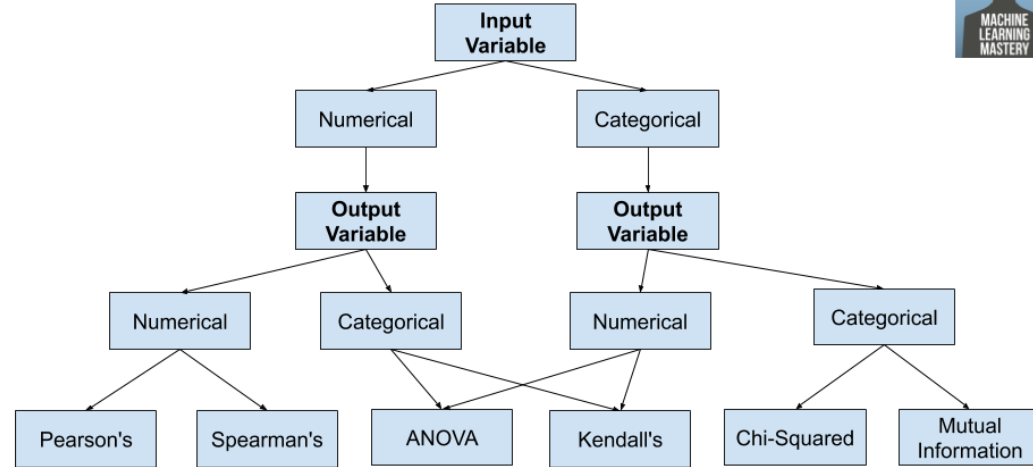 Input
Variable
MACHINE
LEARNING
MASTERY
Numerical
Categorical
Output
Variable
Output
Variable
Numerical
Categorical
Numerical
Categorical
Pearson's
Spearman's
ANOVA
Kendall's
Chi-Squared
Mutual
Information